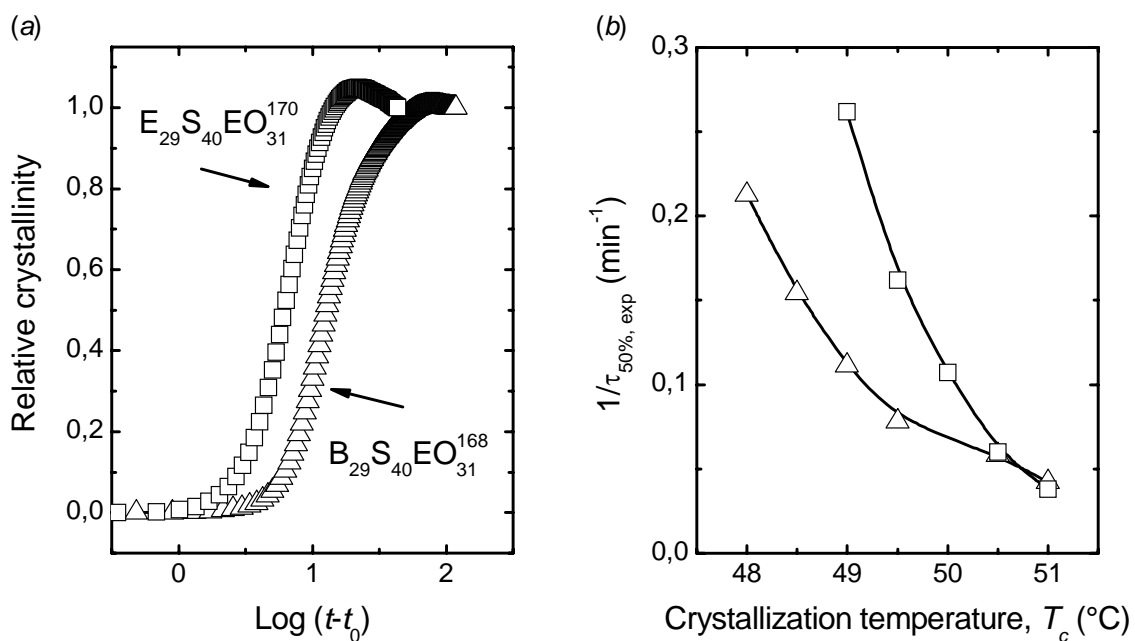 (a)
Relative crystallinity
1,0
0,8
0,6
0,4
0,2
0,0
E₂₉S₄₀EO₃₁¹⁷⁰
B₂₉S₄₀EO₃₁¹⁶⁸
0 1 2
Log (t-t₀)
(b)
1/τ₅₀%, exp (min⁻¹)
0,3
0,2
0,1
0,0
48 49 50 51
Crystallization temperature, T_c (°C)